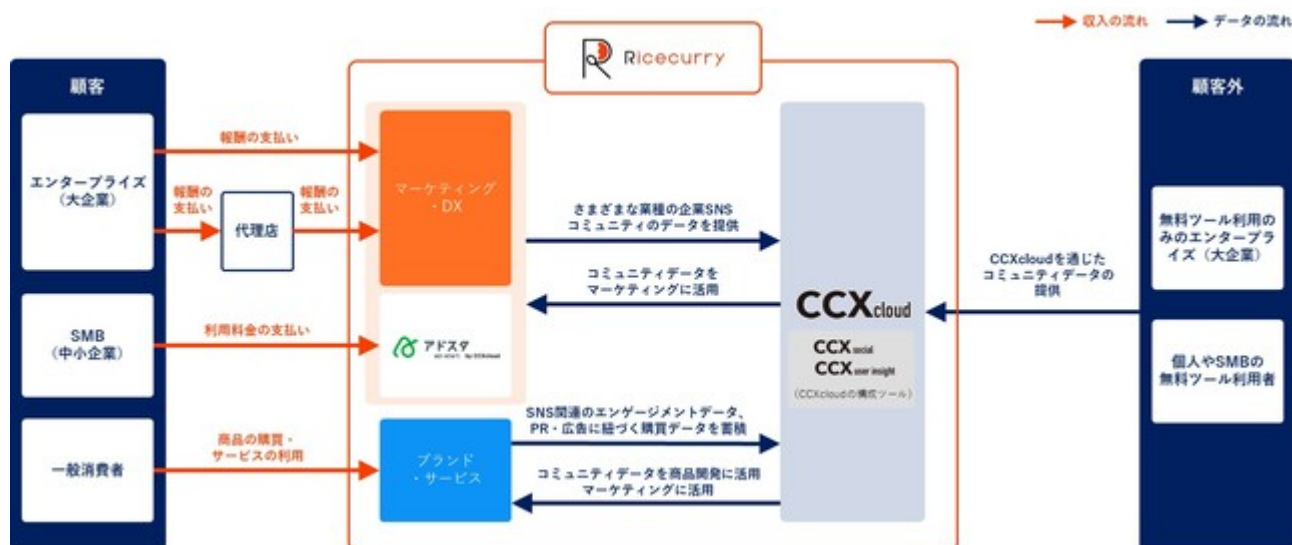 収入の流れ
データの流れ
Ricecurry
顧客
エンタープライズ
(大企業)
SMB
(中小企業)
一般消費者
報酬の支払い
報酬の
支払い
代理店
報酬の
支払い
利用料金の支払い
商品の購買・
サービスの利用
マーケティング
・DX
アドスタ
by CCXcloud
ブランド
・サービス
さまざまな業種の企業SNS
コミュニティのデータを提供
コミュニティデータを
マーケティングに活用
SNS関連のエンゲージメントデータ、
PR・広告に紐づく購買データを蓄積
コミュニティデータを商品開発に活用
マーケティングに活用
CCXcloud
CCX social
CCX user insight
(CCXcloudの構成ツール)
CCXcloudを通じた
コミュニティデータの
提供
顧客外
無料ツール利用の
みのエンタープラ
イズ(大企業)
個人やSMBの
無料ツール利用者